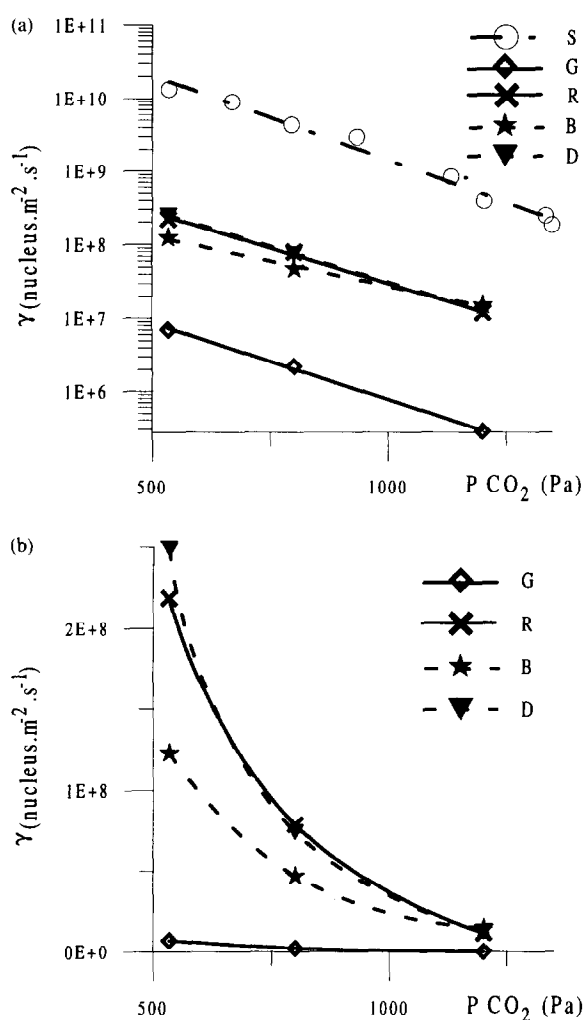 (a)
1E+11
1E+10
1E+9
1E+8
1E+7
1E+6
γ(nucleus.m⁻².s⁻¹)
S
G
R
B
D
500
1000
P CO₂ (Pa)
(b)
2E+8
1E+8
0E+0
γ(nucleus.m⁻².s⁻¹)
G
R
B
D
500
1000
P CO₂ (Pa)